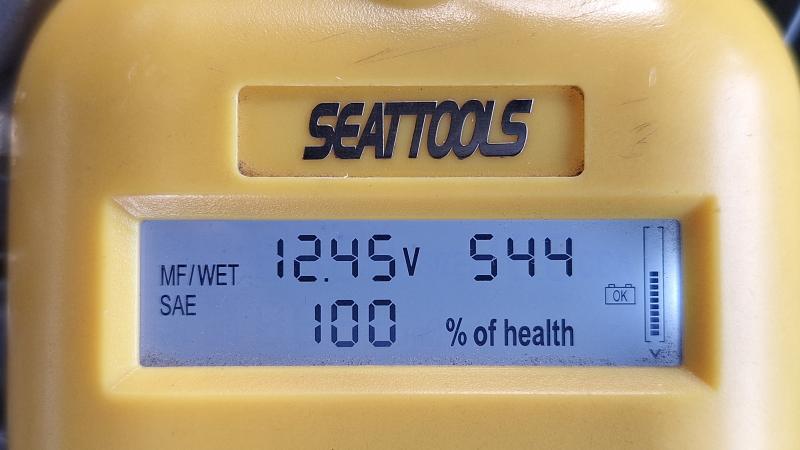 SEATTOOLS
MF/WET 12.45V 544
SAE 100 % of health
OK
V